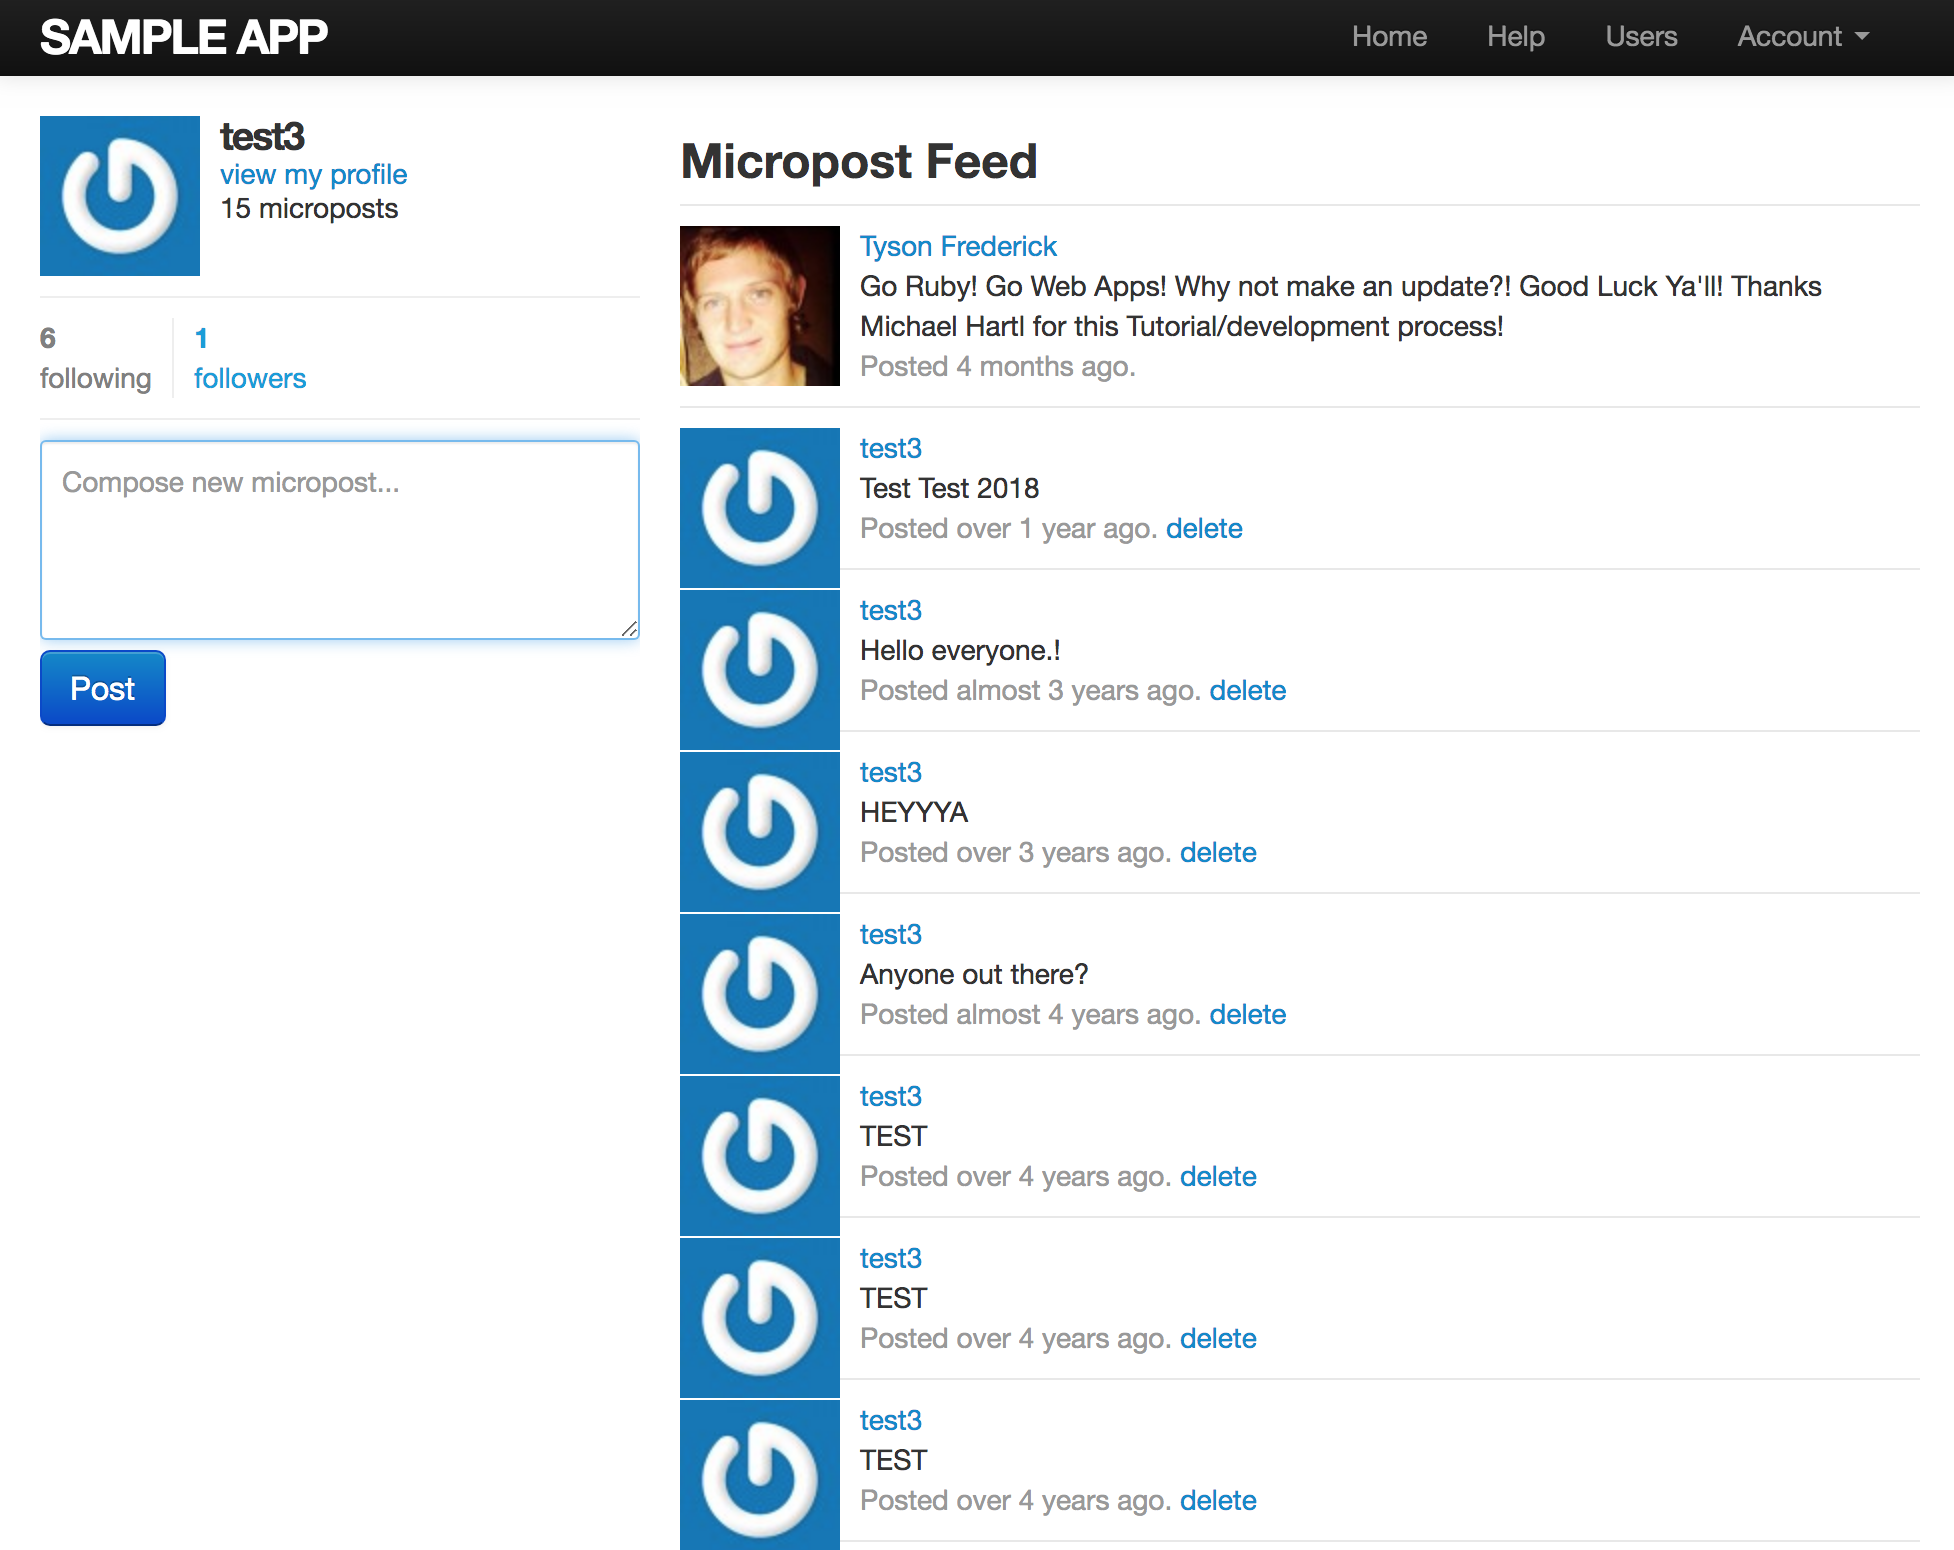 SAMPLE APP
Home Help Users Account
test3
view my profile
15 microposts
6
following
1
followers
Compose new micropost...
Post
Micropost Feed
Tyson Frederick
Go Ruby! Go Web Apps! Why not make an update?! Good Luck Ya'll! Thanks
Michael Hartl for this Tutorial/development process!
Posted 4 months ago.
test3
Test Test 2018
Posted over 1 year ago. delete
test3
Hello everyone.!
Posted almost 3 years ago. delete
test3
HEYYYA
Posted over 3 years ago. delete
test3
Anyone out there?
Posted almost 4 years ago. delete
test3
TEST
Posted over 4 years ago. delete
test3
TEST
Posted over 4 years ago. delete
test3
TEST
Posted over 4 years ago. delete